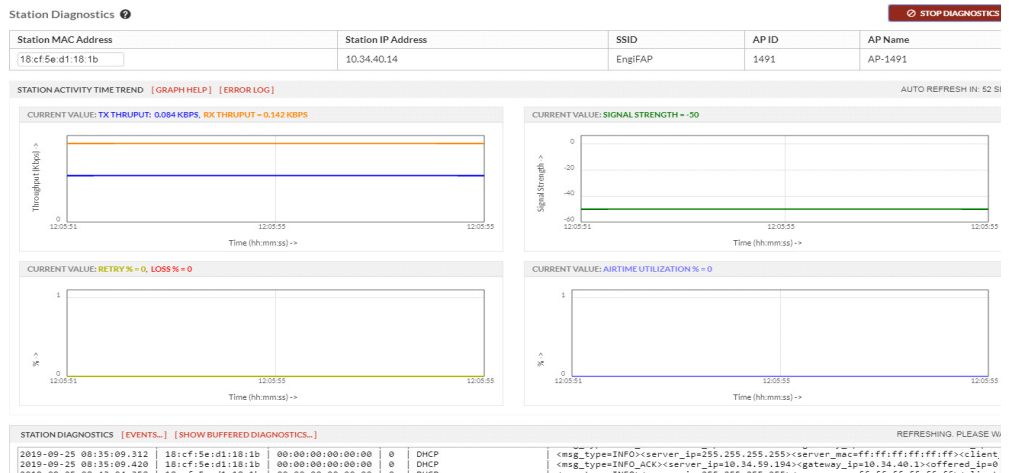 Station Diagnostics ?
STOP DIAGNOSTICS
Station MAC Address Station IP Address SSID AP ID AP Name
18:cf:5e:d1:18:1b 10.34.40.14 EngiFAP 1491 AP-1491
STATION ACTIVITY TIME TREND [ GRAPH HELP ] [ ERROR LOG ] AUTO REFRESH IN: 52
CURRENT VALUE: TX THRUPUT: 0.084 KBPS, RX THRUPUT = 0.142 KBPS
Throughput (Kbps) ->
0
12:05:51 12:05:55 12:05:55
Time (hh:mm:ss) ->
CURRENT VALUE: SIGNAL STRENGTH = -50
Signal Strength ->
0
-20
-40
-60
12:05:51 12:05:55 12:05:55
Time (hh:mm:ss) ->
CURRENT VALUE: RETRY % = 0, LOSS % = 0
% ->
1
0
12:05:51 12:05:55 12:05:55
Time (hh:mm:ss) ->
CURRENT VALUE: AIRTIME UTILIZATION % = 0
% ->
1
0
12:05:51 12:05:55 12:05:55
Time (hh:mm:ss) ->
STATION DIAGNOSTICS [ EVENTS... ] [ SHOW BUFFERED DIAGNOSTICS... ] REFRESHING. PLEASE
2019-09-25 08:35:09.312 | 18:cf:5e:d1:18:1b | 00:00:00:00:00:00 | 0 | DHCP | <msg_type=INFO><server_ip=255.255.255.255><server_mac=ff:ff:ff:ff:ff:ff><client_
2019-09-25 08:35:09.420 | 18:cf:5e:d1:18:1b | 00:00:00:00:00:00 | 0 | DHCP | <msg_type=INFO_ACK><server_ip=10.34.59.194><gateway_ip=10.34.40.1><offered_ip=0